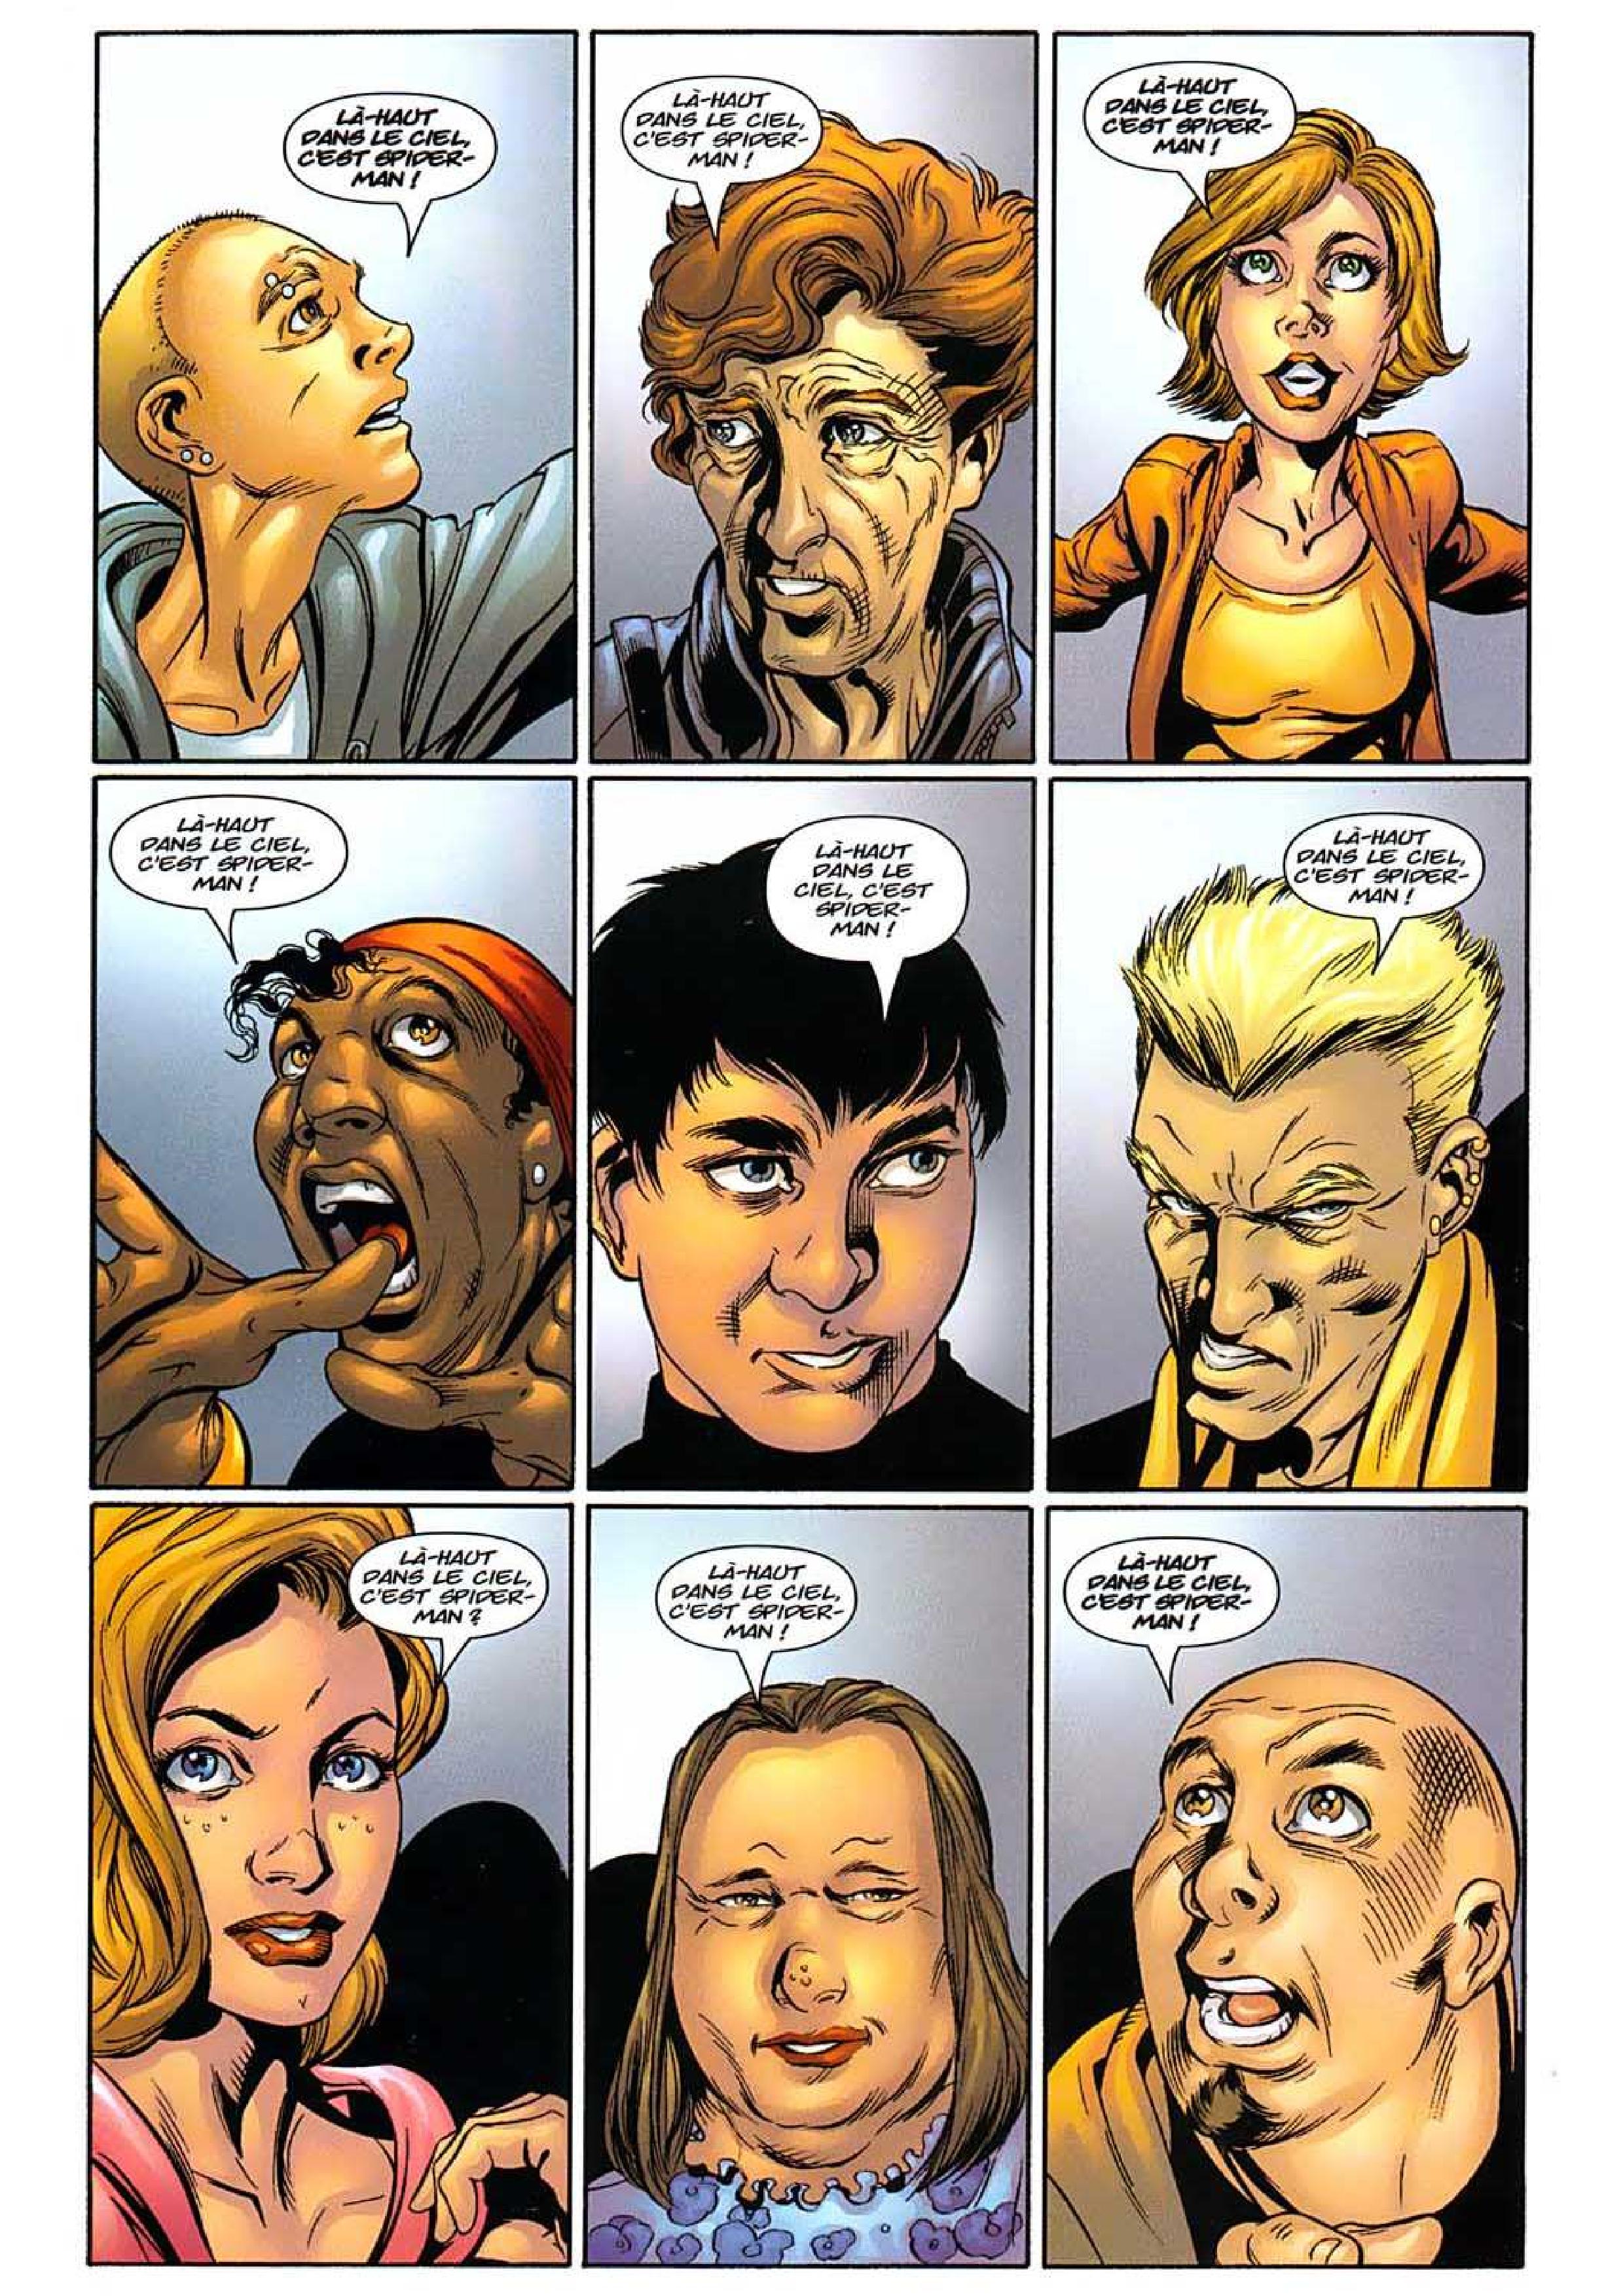 LÀ-HAUT
DANS LE CIEL,
C'EST SPIDER-
MAN !
LÀ-HAUT
DANS LE CIEL,
C'EST SPIDER-
MAN !
LÀ-HAUT
DANS LE CIEL,
C'EST SPIDER-
MAN !
LÀ-HAUT
DANS LE CIEL,
C'EST SPIDER-
MAN !
LÀ-HAUT
DANS LE
CIEL, C'EST
SPIDER-
MAN !
LÀ-HAUT
DANS LE CIEL,
C'EST SPIDER-
MAN !
LÀ-HAUT
DANS LE CIEL,
C'EST SPIDER-
MAN ?
LÀ-HAUT
DANS LE CIEL,
C'EST SPIDER-
MAN !
LÀ-HAUT
DANS LE CIEL,
C'EST SPIDER-
MAN !